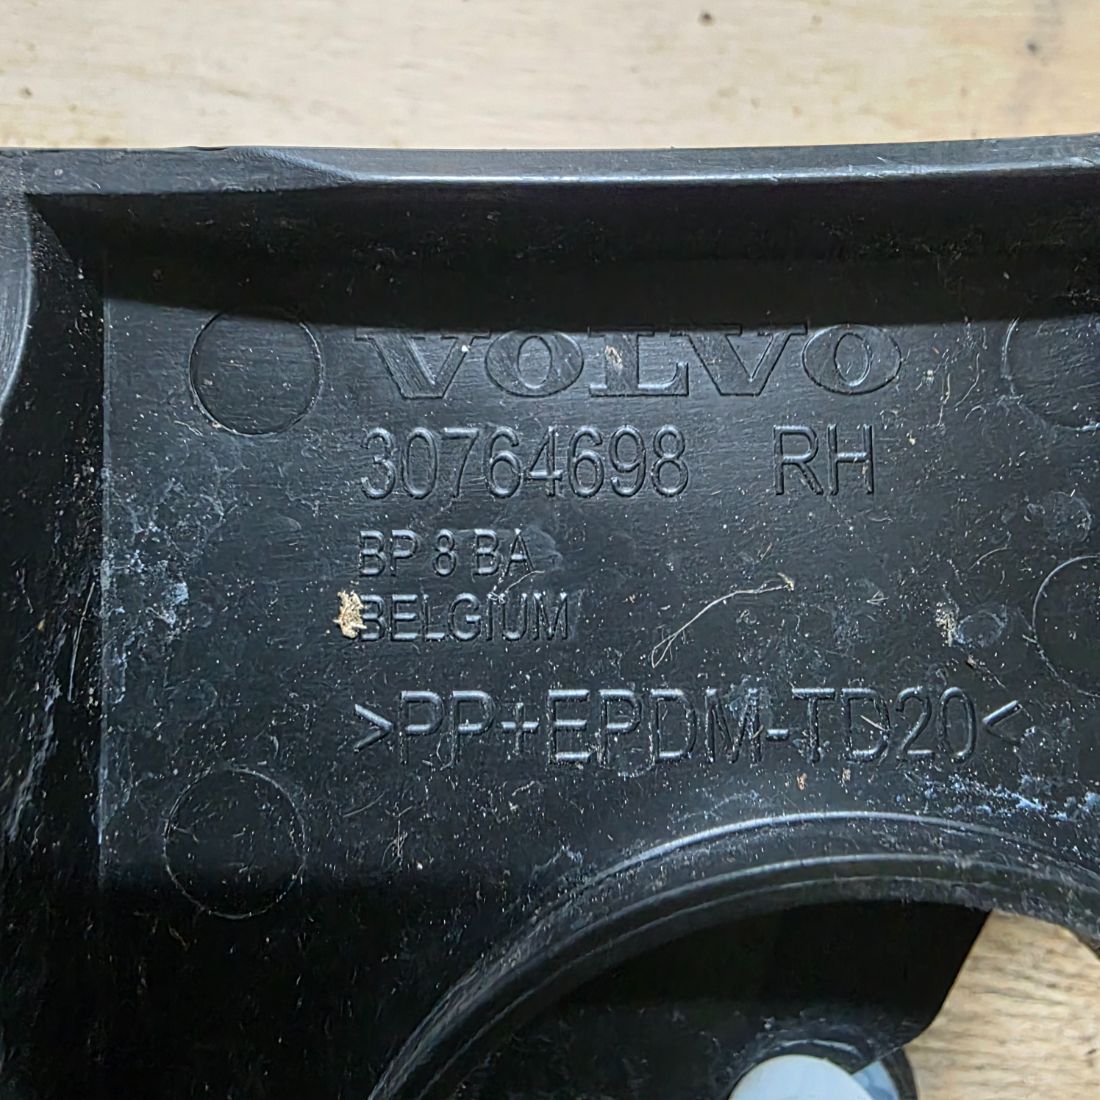 VOLVO
30764698 RH
BP 8 BA
BELGIUM
>PP+EPDM-TD20<